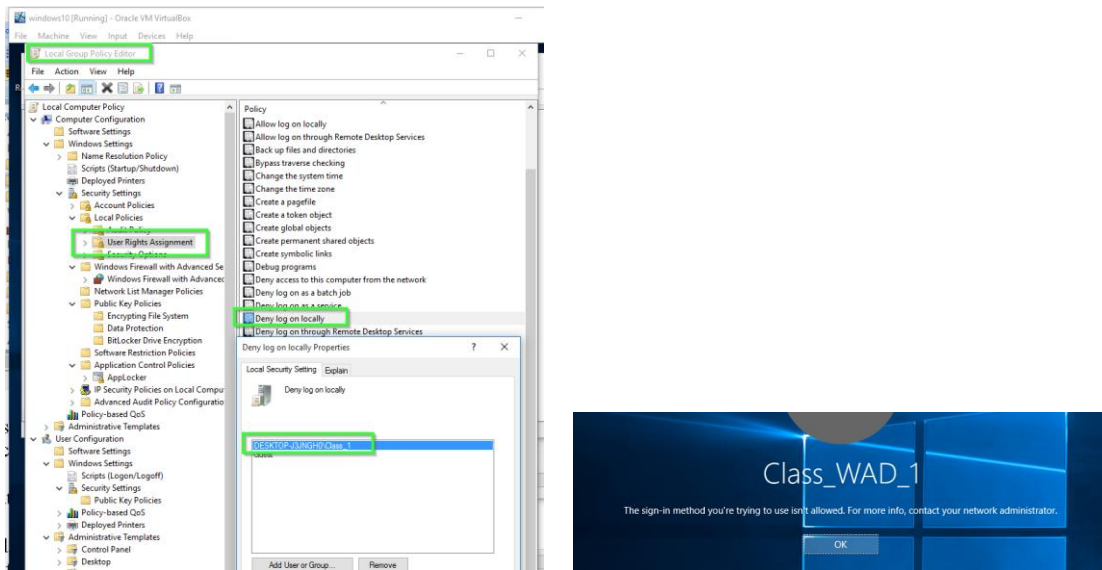 windows10 [Running] - Oracle VM VirtualBox
File Machine View Input Devices Help
Local Group Policy Editor
File Action View Help
Local Computer Policy
Computer Configuration
Software Settings
Windows Settings
Name Resolution Policy
Scripts (Startup/Shutdown)
Deployed Printers
Security Settings
Account Policies
Local Policies
Audit Policy
User Rights Assignment
Security Options
Windows Firewall with Advanced Se
Windows Firewall with Advanced
Network List Manager Policies
Public Key Policies
Encrypting File System
Data Protection
BitLocker Drive Encryption
Software Restriction Policies
Application Control Policies
AppLocker
IP Security Policies on Local Compu
Advanced Audit Policy Configuratio
Policy-based QoS
Administrative Templates
User Configuration
Software Settings
Windows Settings
Scripts (Logon/Logoff)
Security Settings
Public Key Policies
Policy-based QoS
Deployed Printers
Administrative Templates
Control Panel
Desktop
Policy
Allow log on locally
Allow log on through Remote Desktop Services
Back up files and directories
Bypass traverse checking
Change the system time
Change the time zone
Create a pagefile
Create a token object
Create global objects
Create permanent shared objects
Create symbolic links
Debug programs
Deny access to this computer from the network
Deny log on as a batch job
Deny log on as a service
Deny log on locally
Deny log on through Remote Desktop Services
Deny log on locally Properties ? X
Local Security Setting Explain
Deny log on locally
DESKTOP-J3JNGH0\Class_1
Guest
Add User or Group... Remove
Class_WAD_1
The sign-in method you're trying to use isn't allowed. For more info, contact your network administrator.
OK